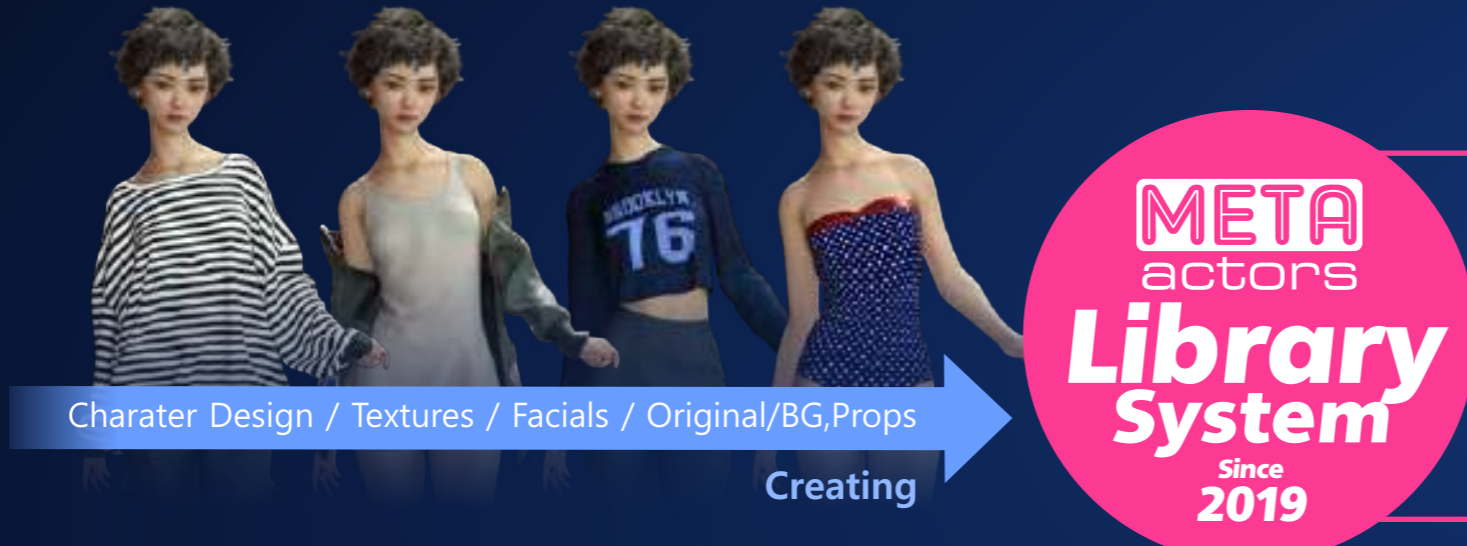 BROOKLYN
76
META
actors
Library
System
Since
2019
Charater Design / Textures / Facials / Original/BG,Props
Creating